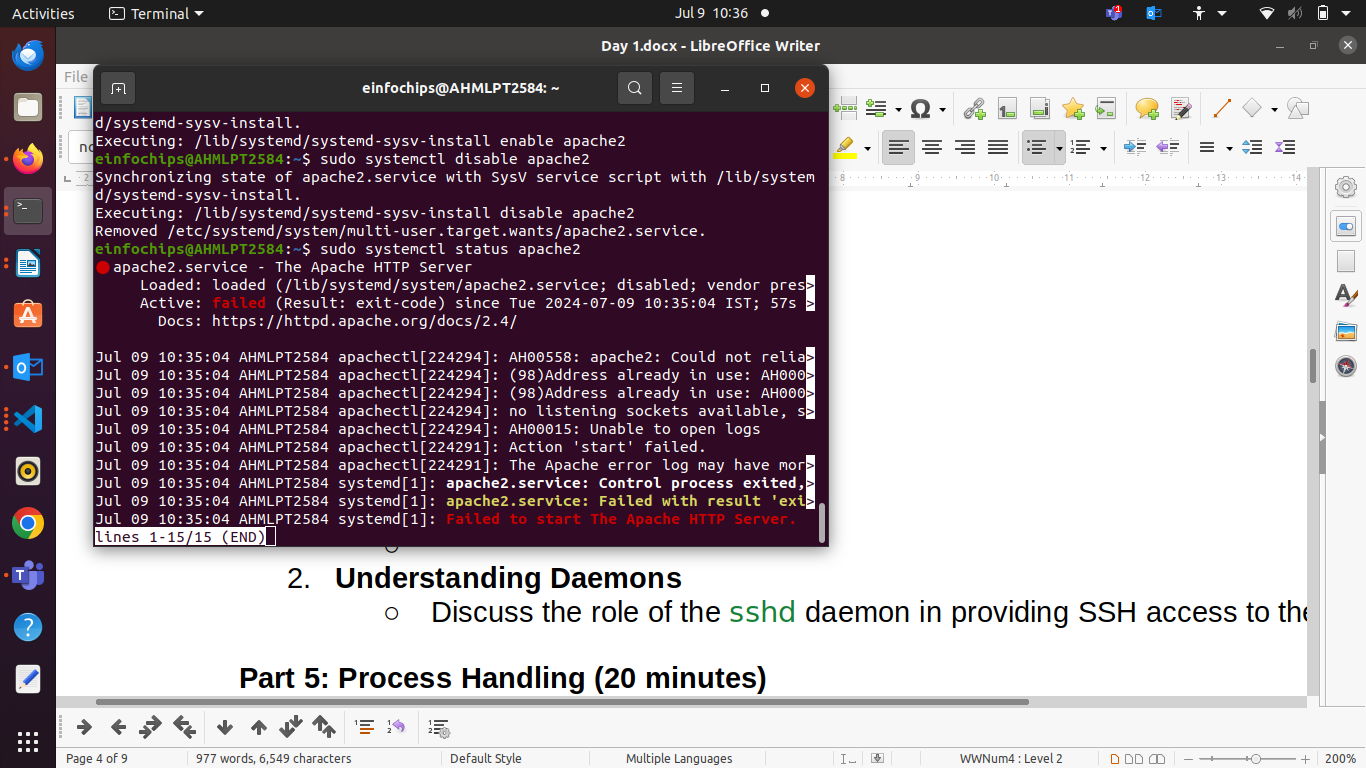 Activities
Terminal
Jul 9 10:36
1
Day 1.docx - LibreOffice Writer
File
einfochips@AHMLPT2584: ~
d/systemd-sysv-install.
Executing: /lib/systemd/systemd-sysv-install enable apache2
einfochips@AHMLPT2584:~$ sudo systemctl disable apache2
Synchronizing state of apache2.service with SysV service script with /lib/system
d/systemd-sysv-install.
Executing: /lib/systemd/systemd-sysv-install disable apache2
Removed /etc/systemd/system/multi-user.target.wants/apache2.service.
einfochips@AHMLPT2584:~$ sudo systemctl status apache2
● apache2.service - The Apache HTTP Server
Loaded: loaded (/lib/systemd/system/apache2.service; disabled; vendor pres>
Active: failed (Result: exit-code) since Tue 2024-07-09 10:35:04 IST; 57s >
Docs: https://httpd.apache.org/docs/2.4/
Jul 09 10:35:04 AHMLPT2584 apachectl[224294]: AH00558: apache2: Could not relia>
Jul 09 10:35:04 AHMLPT2584 apachectl[224294]: (98)Address already in use: AH000>
Jul 09 10:35:04 AHMLPT2584 apachectl[224294]: (98)Address already in use: AH000>
Jul 09 10:35:04 AHMLPT2584 apachectl[224294]: no listening sockets available, s>
Jul 09 10:35:04 AHMLPT2584 apachectl[224294]: AH00015: Unable to open logs
Jul 09 10:35:04 AHMLPT2584 apachectl[224291]: Action 'start' failed.
Jul 09 10:35:04 AHMLPT2584 apachectl[224291]: The Apache error log may have mor>
Jul 09 10:35:04 AHMLPT2584 systemd[1]: apache2.service: Control process exited,>
Jul 09 10:35:04 AHMLPT2584 systemd[1]: apache2.service: Failed with result 'exi>
Jul 09 10:35:04 AHMLPT2584 systemd[1]: Failed to start The Apache HTTP Server.
lines 1-15/15 (END)
8 9 10 11 12 13 14
2. Understanding Daemons
○ Discuss the role of the sshd daemon in providing SSH access to the
Part 5: Process Handling (20 minutes)
Page 4 of 9
977 words, 6,549 characters
Default Style
Multiple Languages
WWNum4 : Level 2
200%